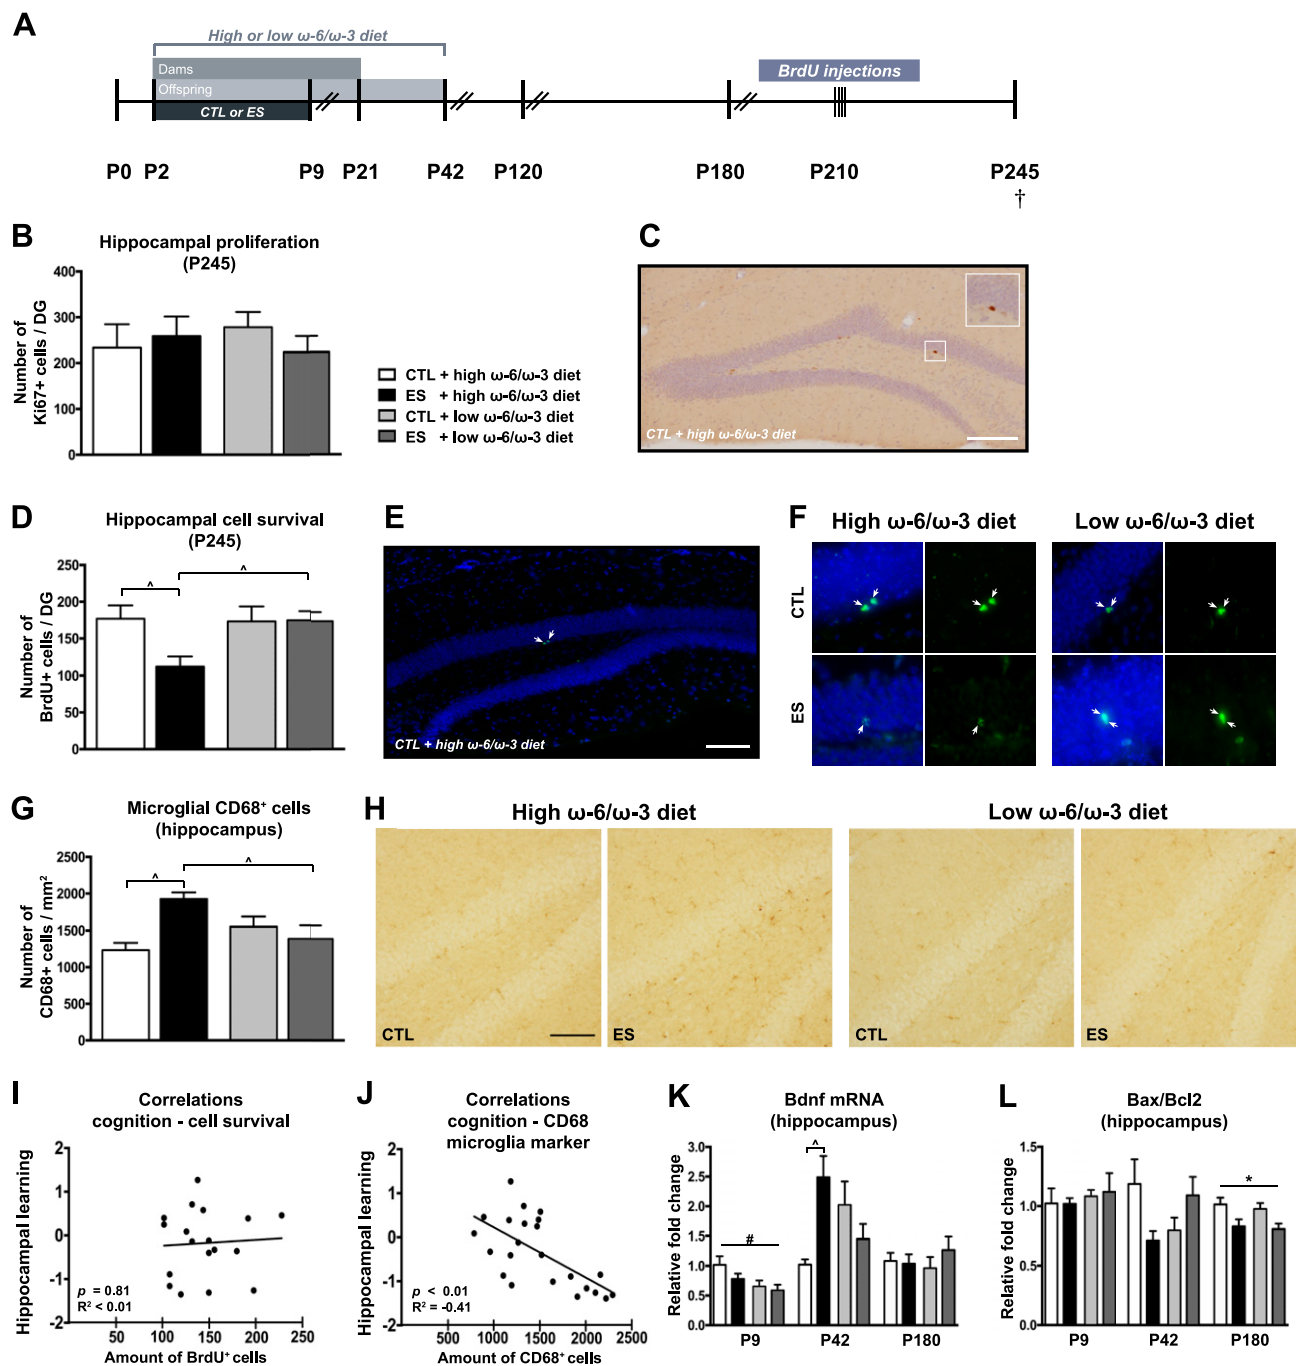 A
High or low ω-6/ω-3 diet
BrdU injections
Dams
Offspring
CTL or ES
P0 P2 P9 P21 P42 P120 P180 P210 P245
†
B
Hippocampal proliferation
(P245)
Number of
Ki67+ cells / DG
400
300
200
100
0
CTL + high ω-6/ω-3 diet
ES + high ω-6/ω-3 diet
CTL + low ω-6/ω-3 diet
ES + low ω-6/ω-3 diet
C
CTL + high ω-6/ω-3 diet
D
Hippocampal cell survival
(P245)
Number of
BrdU+ cells / DG
250
200
150
100
50
0
^
^
E
CTL + high ω-6/ω-3 diet
F
High ω-6/ω-3 diet Low ω-6/ω-3 diet
CTL
ES
G
Microglial CD68⁺ cells
(hippocampus)
Number of
CD68+ cells / mm²
2500
2000
1500
1000
500
0
^
^
H
High ω-6/ω-3 diet Low ω-6/ω-3 diet
CTL ES CTL ES
I
Correlations
cognition - cell survival
Hippocampal learning
2
1
0
-1
-2
p = 0.81
R² < 0.01
50 100 150 200 250
Amount of BrdU⁺ cells
J
Correlations
cognition - CD68
microglia marker
Hippocampal learning
2
1
0
-1
-2
p < 0.01
R² = -0.41
500 1000 1500 2000 2500
Amount of CD68⁺ cells
K
Bdnf mRNA
(hippocampus)
Relative fold change
3.0
2.5
2.0
1.5
1.0
0.5
0.0
#
^
P9 P42 P180
L
Bax/Bcl2
(hippocampus)
Relative fold change
1.5
1.0
0.5
0.0
*
P9 P42 P180